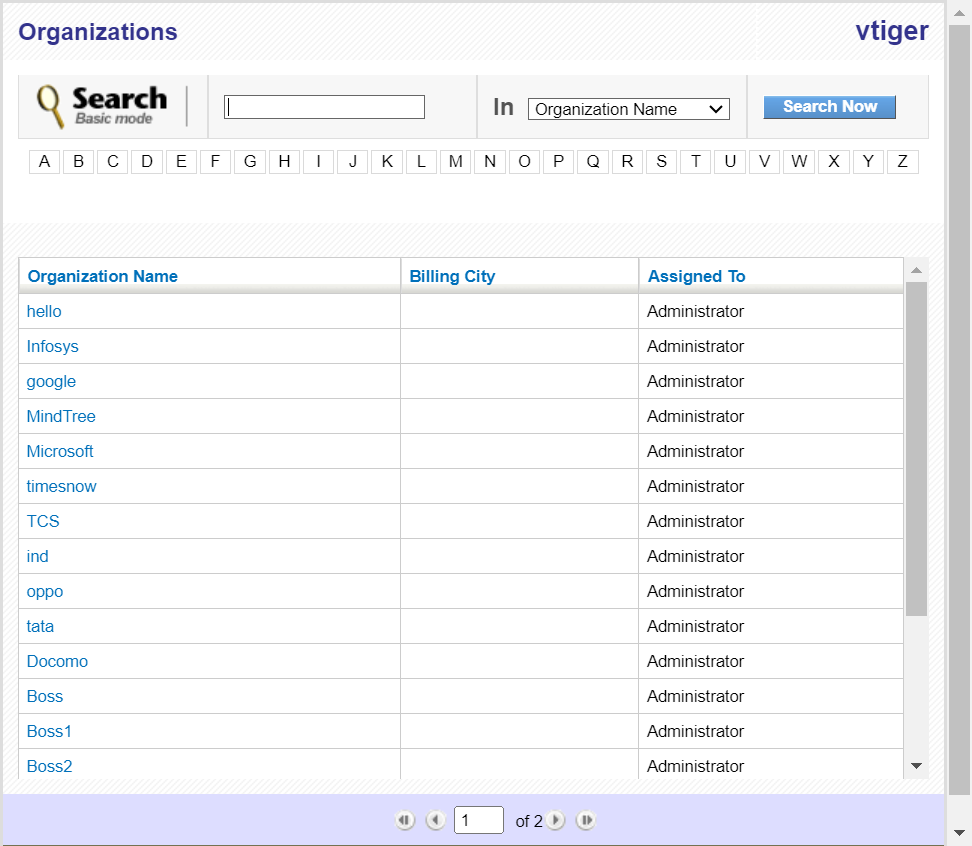 Organizations vtiger
Search
Basic mode
In Organization Name Search Now
A B C D E F G H I J K L M N O P Q R S T U V W X Y Z
Organization Name Billing City Assigned To
hello Administrator
Infosys Administrator
google Administrator
MindTree Administrator
Microsoft Administrator
timesnow Administrator
TCS Administrator
ind Administrator
oppo Administrator
tata Administrator
Docomo Administrator
Boss Administrator
Boss1 Administrator
Boss2 Administrator
1 of 2